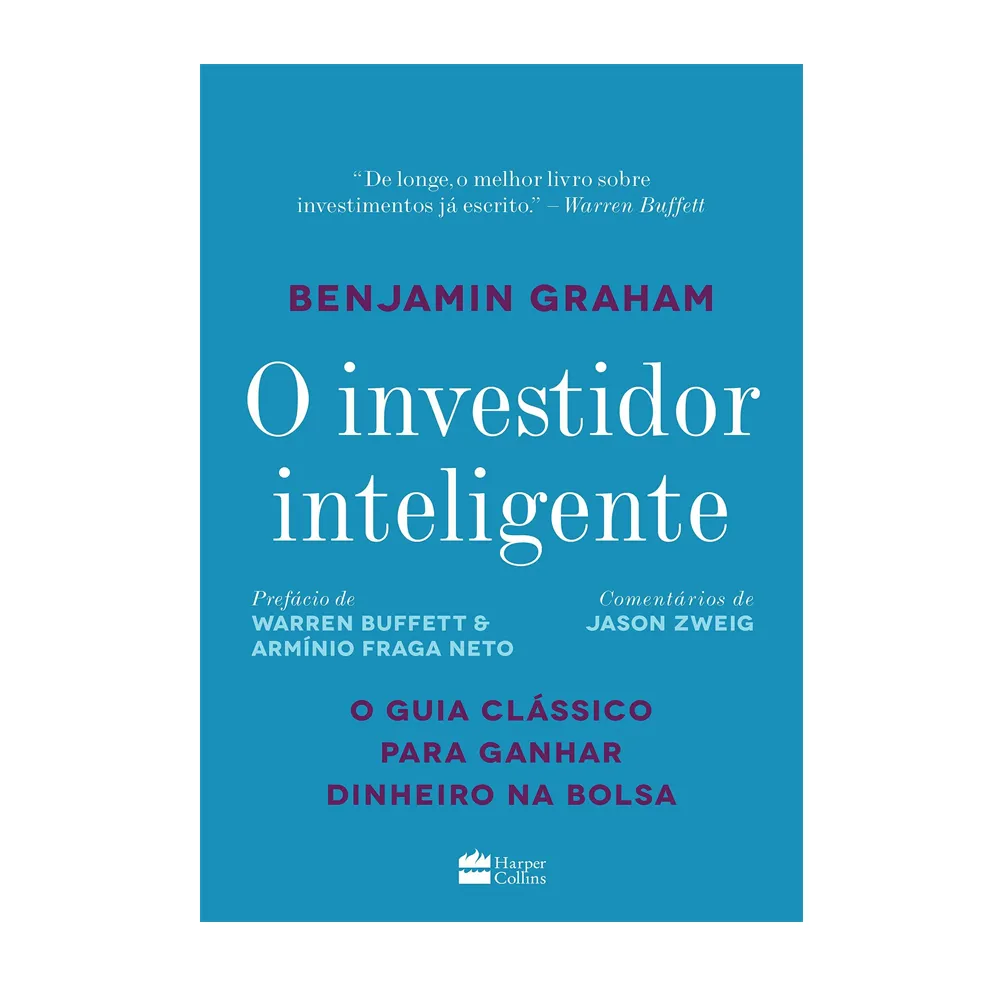 “De longe, o melhor livro sobre
investimentos já escrito.” – Warren Buffett
BENJAMIN GRAHAM
O investidor
inteligente
Prefácio de
WARREN BUFFETT &
ARMÍNIO FRAGA NETO
Comentários de
JASON ZWEIG
O GUIA CLÁSSICO
PARA GANHAR
DINHEIRO NA BOLSA
Harper
Collins